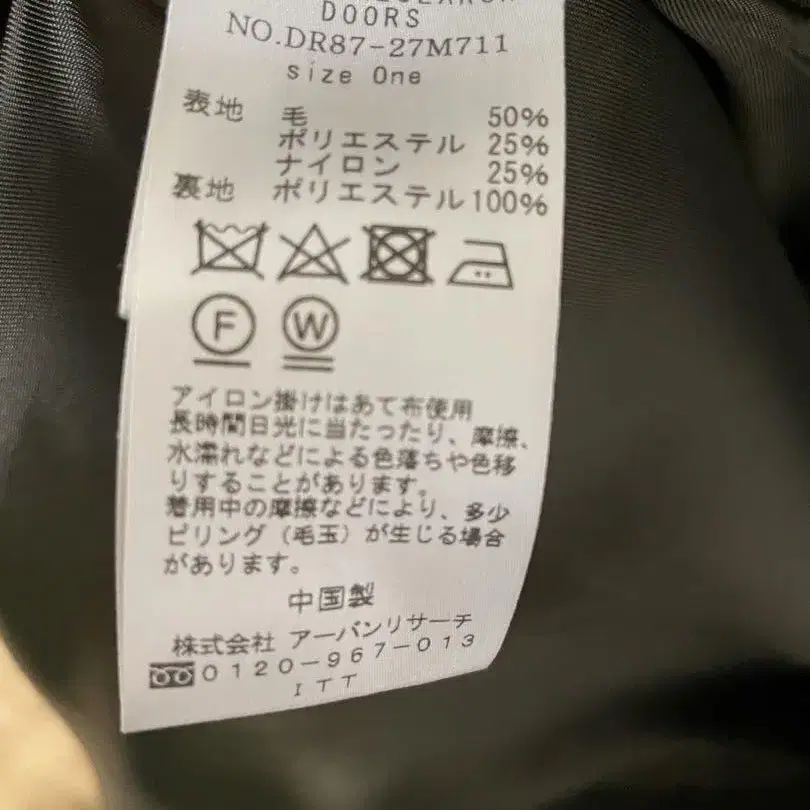 DOORS
NO.DR87-27M711
size One
表地 毛 50%
ポリエステル 25%
ナイロン 25%
裏地 ポリエステル 100%
F W
アイロン掛けはあて布使用
長時間日光に当たったり、摩擦、
水濡れなどによる色落ちや色移
りすることがあります。
着用中の摩擦などにより、多少
ピリング（毛玉）が生じる場合
があります。
中国製
株式会社 アーバンリサーチ
0120-967-013
ITT